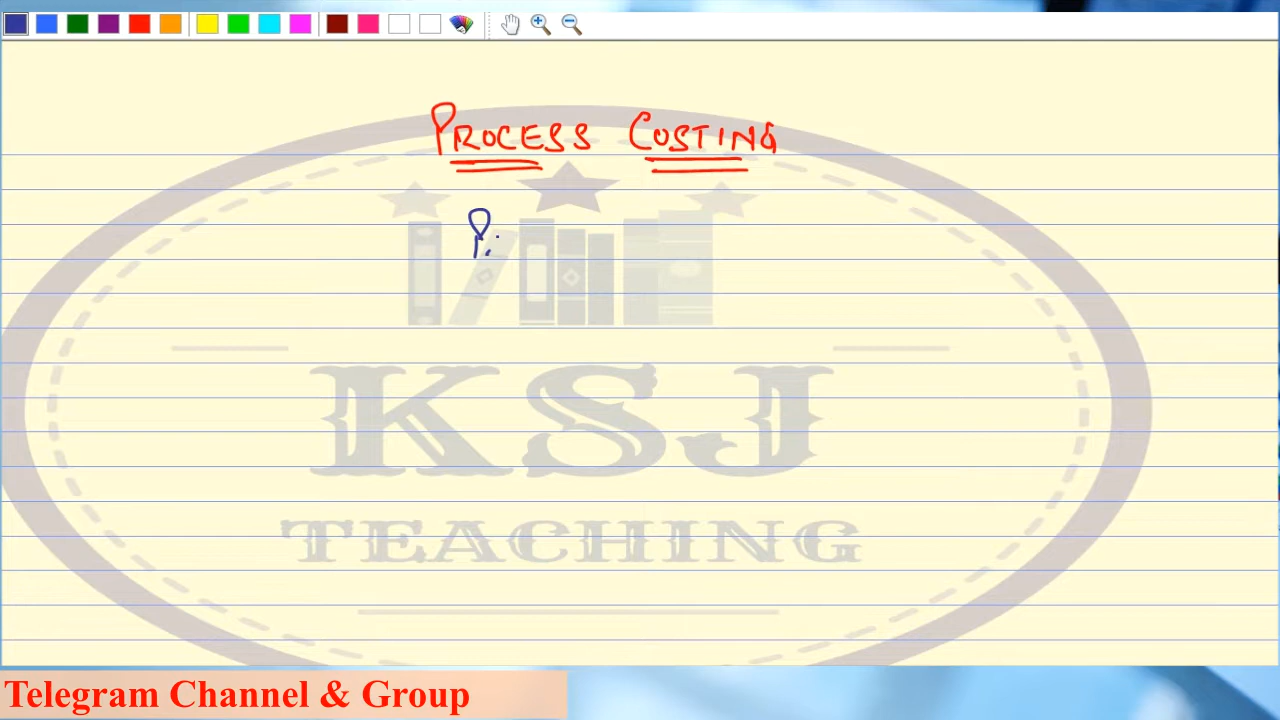 PROCESS COSTING
P
KSJ
TEACHING
Telegram Channel & Group